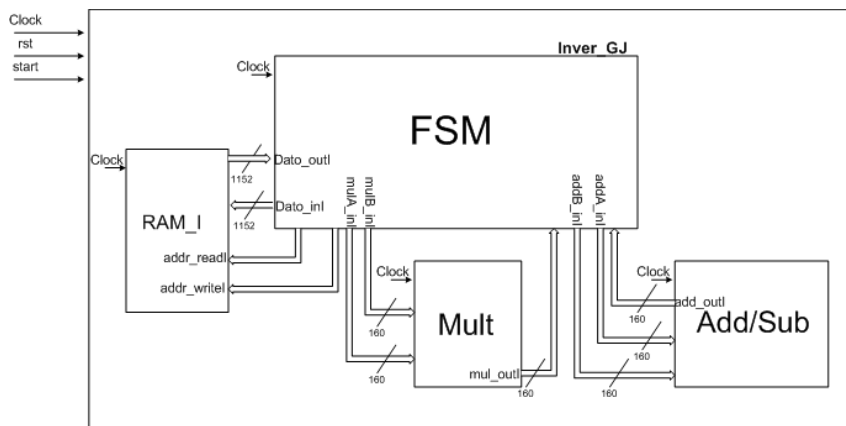 Clock
rst
start
Inver_GJ
Clock
FSM
Clock
Dato_outI
1152
Dato_inI
1152
mulA_inI
mulB_inI
addB_inI
addA_inI
RAM_I
addr_readI
addr_writeI
Clock
160
Mult
160
mul_outI
160
Clock
add_outI
160
Add/Sub
160
160